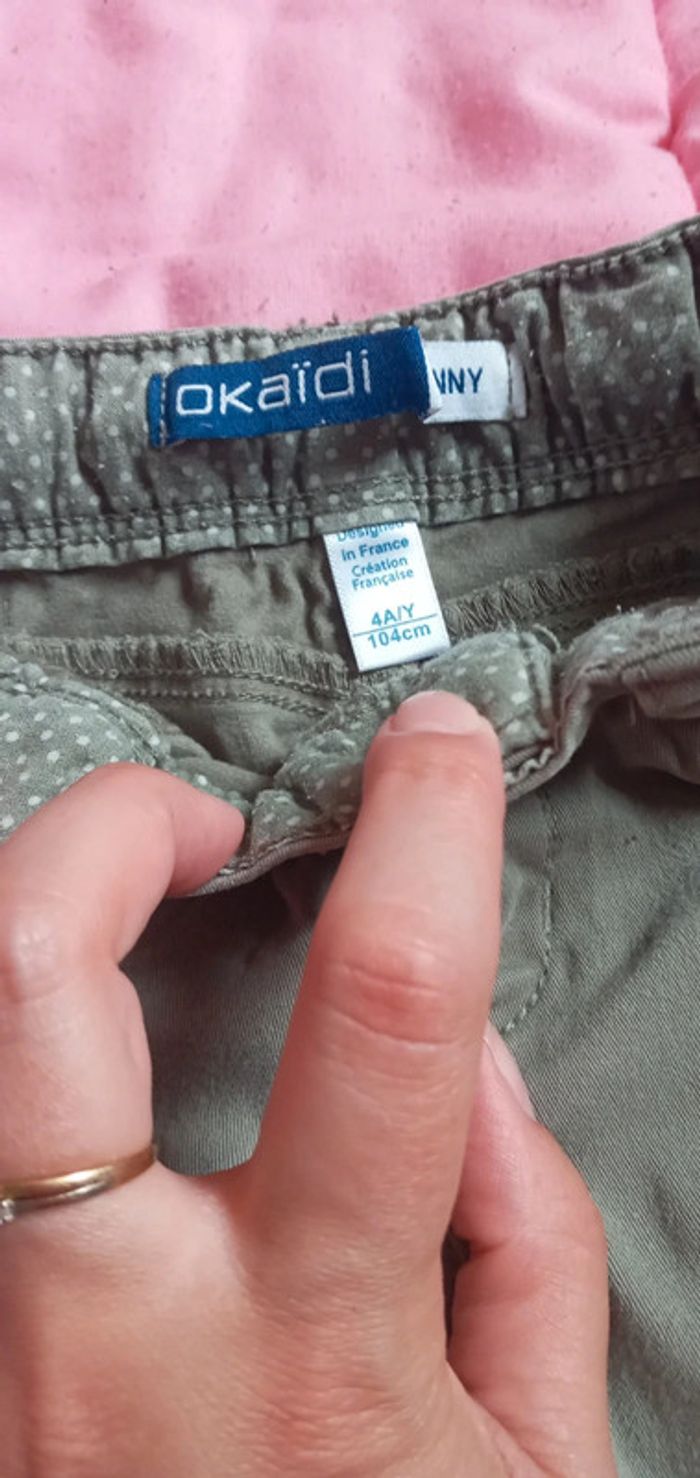 okaïdi
NNY
Designed
in France
Création
Française
4A/Y
104cm